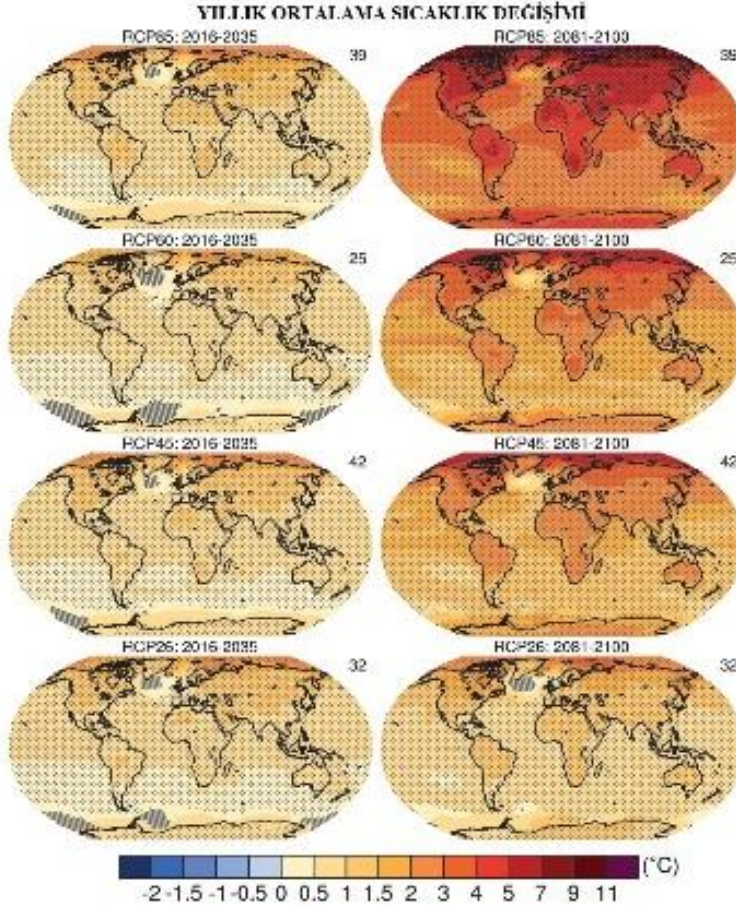 YILLIK ORTALAMA SICAKLIK DEĞİŞİMİ
RCP85: 2016-2035
39
RCP85: 2081-2100
39
RCP60: 2016-2035
25
RCP60: 2081-2100
25
RCP45: 2016-2035
42
RCP45: 2081-2100
42
RCP26: 2016-2035
32
RCP26: 2081-2100
32
(°C)
-2 -1.5 -1 -0.5 0 0.5 1 1.5 2 3 4 5 7 9 11